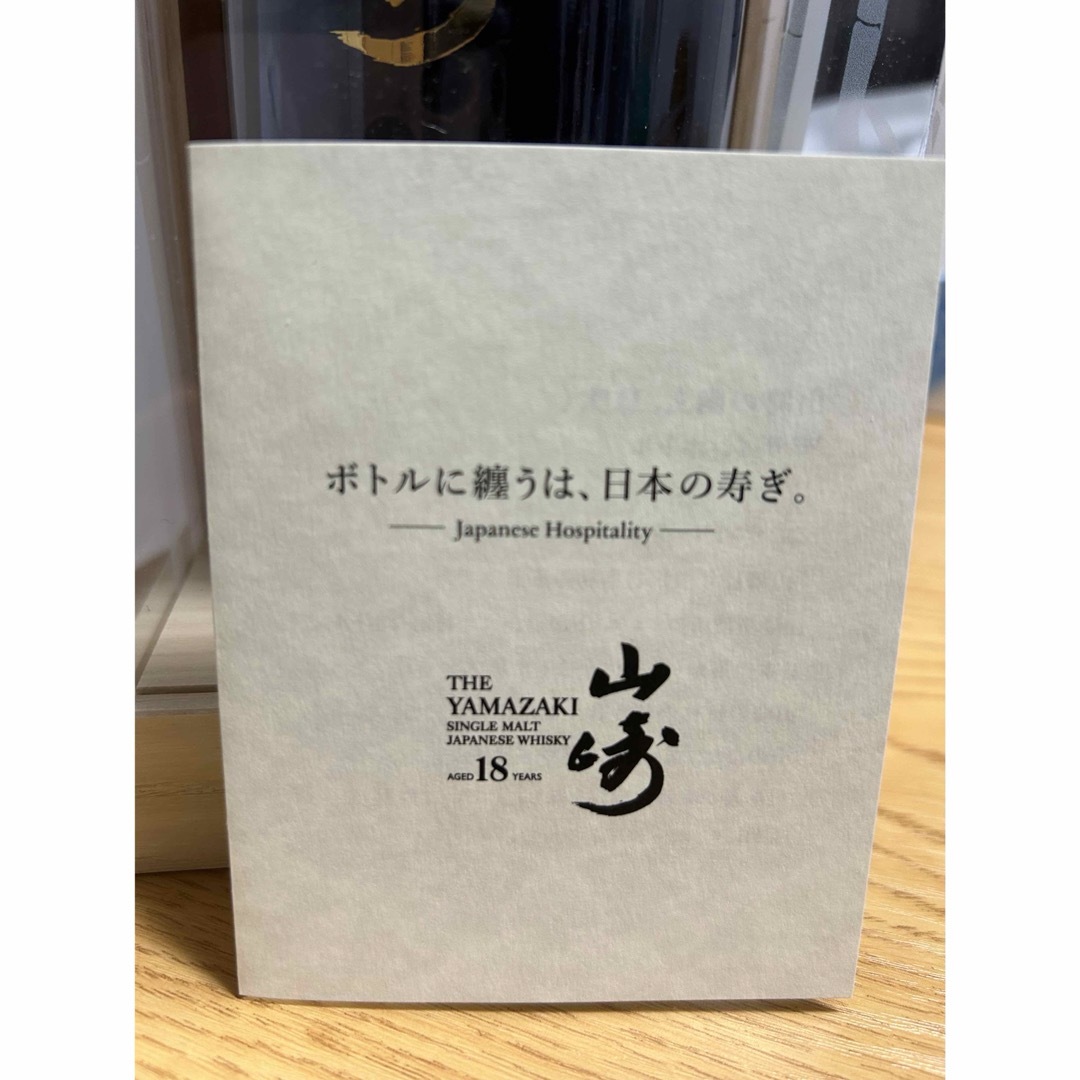 ボトルに纏うは、日本の寿ぎ。
Japanese Hospitality
THE
YAMAZAKI
SINGLE MALT
JAPANESE WHISKY
AGED 18 YEARS
山崎